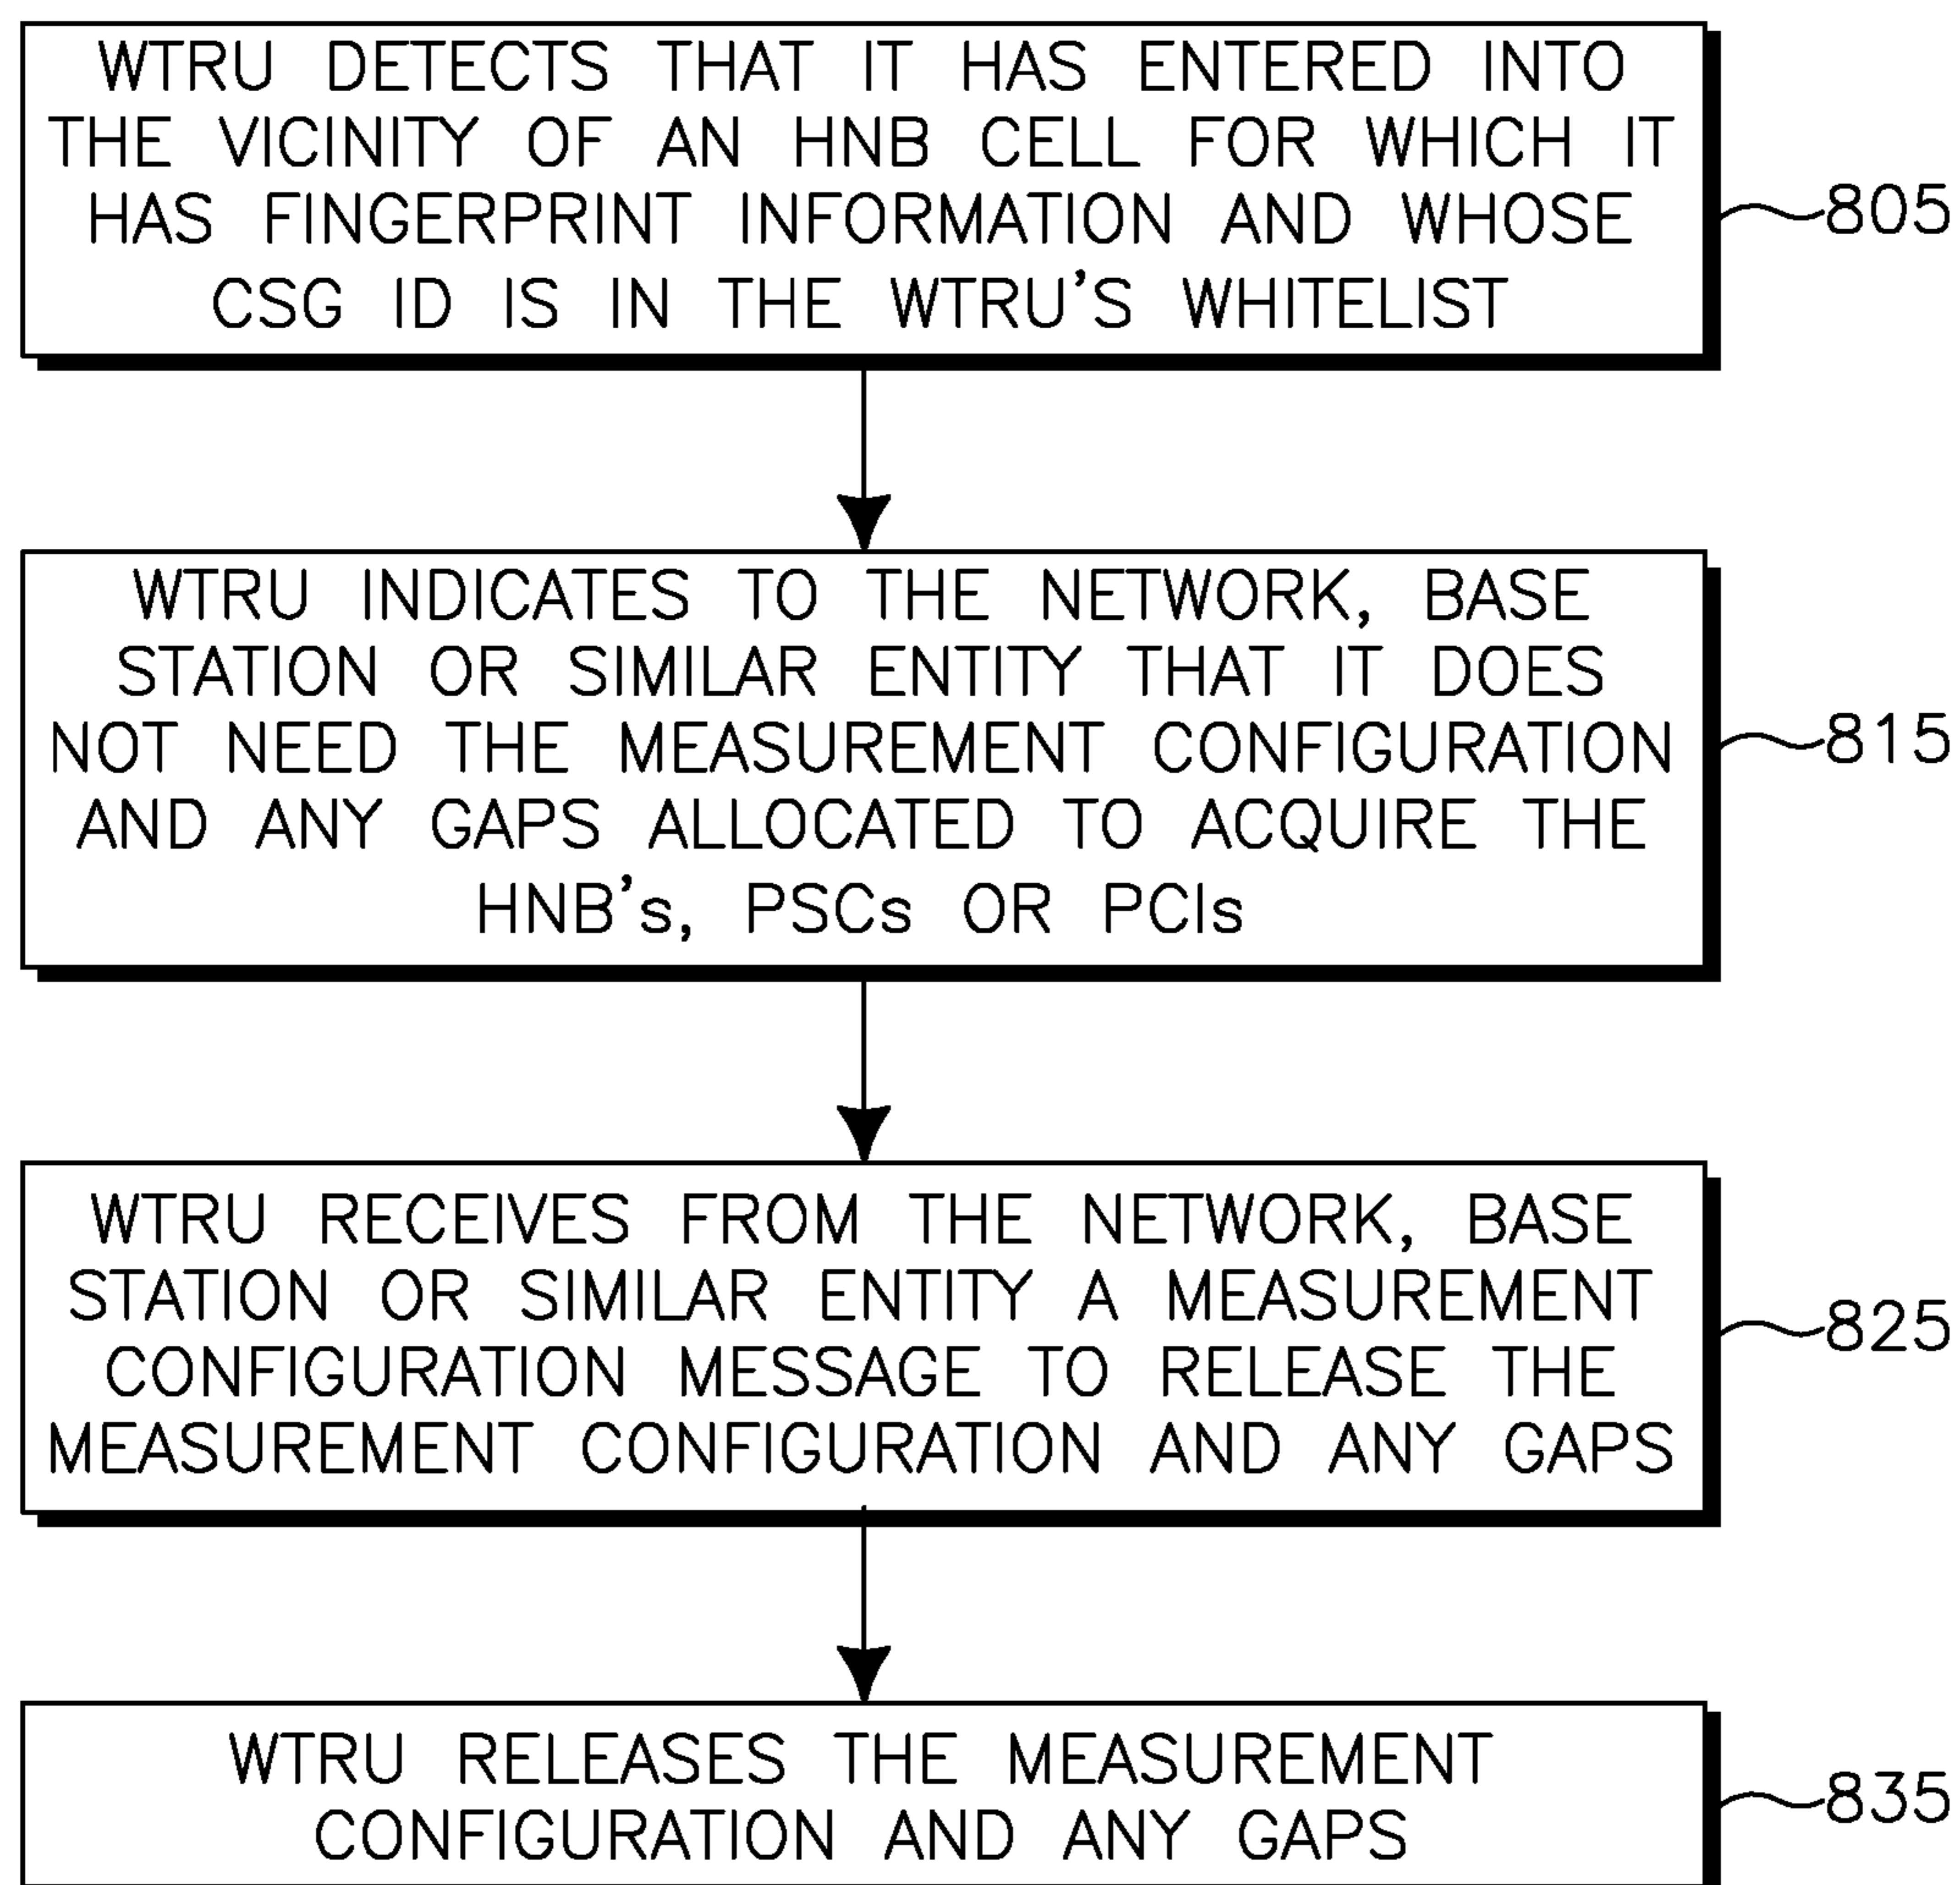 WTRU DETECTS THAT IT HAS ENTERED INTO
THE VICINITY OF AN HNB CELL FOR WHICH IT
HAS FINGERPRINT INFORMATION AND WHOSE
CSG ID IS IN THE WTRU'S WHITELIST
805
WTRU INDICATES TO THE NETWORK, BASE
STATION OR SIMILAR ENTITY THAT IT DOES
NOT NEED THE MEASUREMENT CONFIGURATION
AND ANY GAPS ALLOCATED TO ACQUIRE THE
HNB's, PSCs OR PCIs
815
WTRU RECEIVES FROM THE NETWORK, BASE
STATION OR SIMILAR ENTITY A MEASUREMENT
CONFIGURATION MESSAGE TO RELEASE THE
MEASUREMENT CONFIGURATION AND ANY GAPS
825
WTRU RELEASES THE MEASUREMENT
CONFIGURATION AND ANY GAPS
835